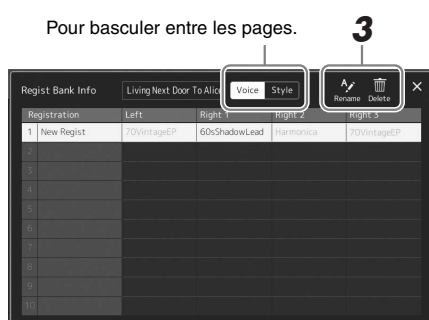 Pour basculer entre les pages.
3
Regist Bank Info
Living Next Door To Alice
Voice
Style
Rename
Delete
Registration
Left
Right 1
Right 2
Right 3
1
New Regist
70VintageEP
60sShadowLead
Harmonica
70VintageEP
2
3
4
5
6
7
8
9
10